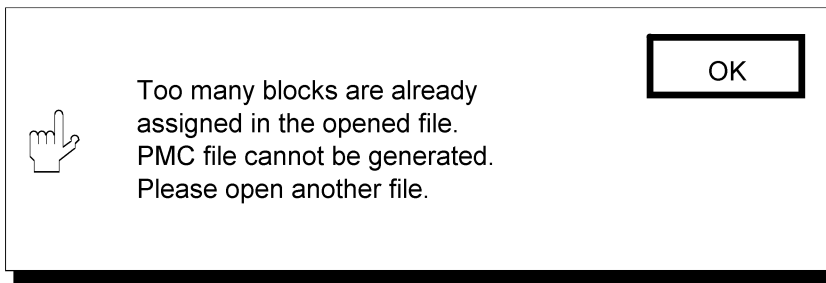 Too many blocks are already
assigned in the opened file.
PMC file cannot be generated.
Please open another file.
OK